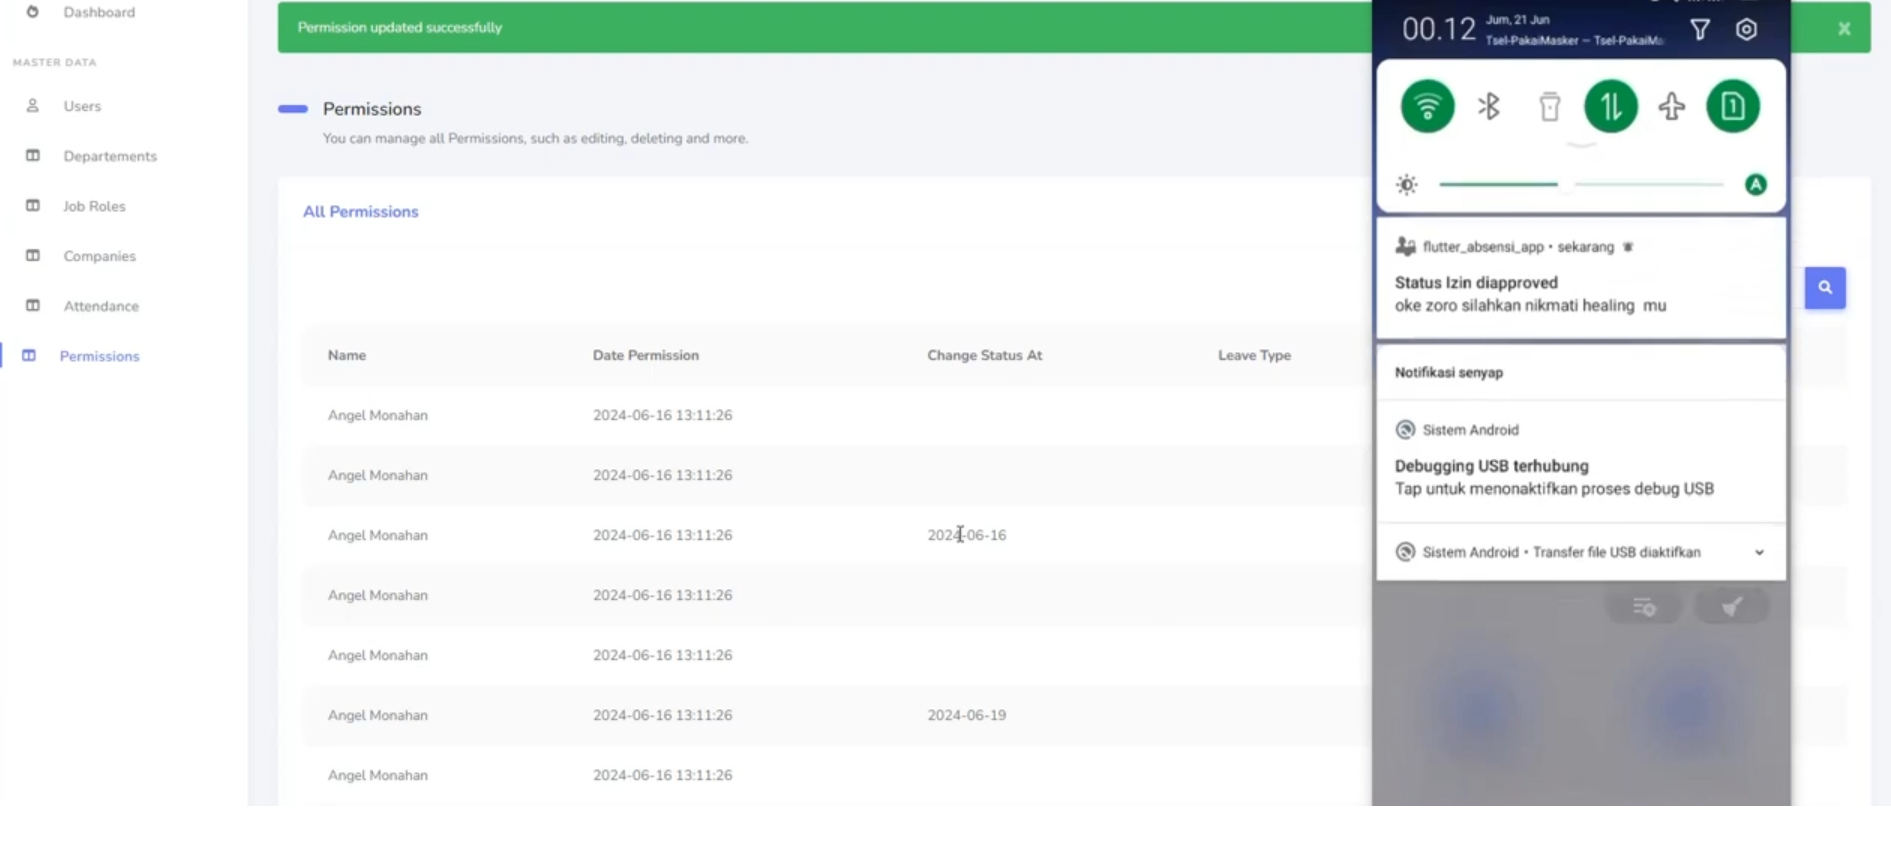 Dashboard
MASTER DATA
Users
Departements
Job Roles
Companies
Attendance
Permissions
Permission updated successfully
Permissions
You can manage all Permissions, such as editing, deleting and more.
All Permissions
Name Date Permission Change Status At Leave Type
Angel Monahan 2024-06-16 13:11:26
Angel Monahan 2024-06-16 13:11:26
Angel Monahan 2024-06-16 13:11:26 2024-06-16
Angel Monahan 2024-06-16 13:11:26
Angel Monahan 2024-06-16 13:11:26
Angel Monahan 2024-06-16 13:11:26 2024-06-19
Angel Monahan 2024-06-16 13:11:26
00.12
Jum, 21 Jun
Tsel-PakaiMasker — Tsel-PakaiMa
1
A
flutter_absensi_app • sekarang
Status Izin diapproved
oke zoro silahkan nikmati healing mu
Notifikasi senyap
Sistem Android
Debugging USB terhubung
Tap untuk menonaktifkan proses debug USB
Sistem Android • Transfer file USB diaktifkan